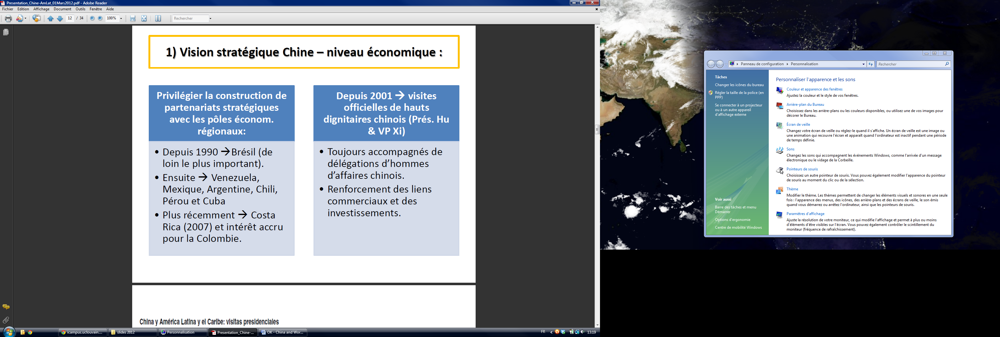 Presentation_Chine-AmLat_01Mars2012.pdf - Adobe Reader
Fichier Edition Affichage Document Outils Fenêtre Aide
12 / 34 100% Rechercher
1) Vision stratégique Chine – niveau économique :
Privilégier la construction de
partenariats stratégiques
avec les pôles économ.
régionaux:
• Depuis 1990 →Brésil (de
loin le plus important).
• Ensuite → Venezuela,
Mexique, Argentine, Chili,
Pérou et Cuba
• Plus récemment → Costa
Rica (2007) et intérêt accru
pour la Colombie.
Depuis 2001 → visites
officielles de hauts
dignitaires chinois (Prés. Hu
& VP Xi)
• Toujours accompagnés de
délégations d’hommes
d’affaires chinois.
• Renforcement des liens
commerciaux et des
investissements.
China y América Latina y el Caribe: visitas presidenciales
icampus.uclouvain.... slides 2012 Personnalisation Presentation_Chine-... OK - China and Wor... FR 13:19
Panneau de configuration Personnalisation Rechercher
Tâches
Changer les icônes du bureau
Régler la taille de la police (en
PPP)
Se connecter à un projecteur
ou à un autre appareil
d'affichage externe
Voir aussi
Barre des tâches et menu
Démarrer
Options d'ergonomie
Centre de mobilité Windows
Personnaliser l'apparence et les sons
Couleur et apparence des fenêtres
Ajustez la couleur et le style de vos fenêtres.
Arrière-plan du Bureau
Choisissez dans les arrière-plans ou les couleurs disponibles, ou utilisez une de vos images pour
décorer le Bureau.
Écran de veille
Changez votre écran de veille ou réglez-le quand il s'affiche. Un écran de veille est une image ou
une animation qui recouvre l'écran et apparaît quand l'ordinateur est inactif pendant une période
de temps définie.
Sons
Changez les sons qui accompagnent les événements Windows, comme l'arrivée d'un message
électronique ou le vidage de la Corbeille.
Pointeurs de souris
Choisissez un autre pointeur de souris. Vous pouvez également modifier l'apparence du pointeur
de souris au moment du clic ou de la sélection.
Thème
Modifier le thème. Les thèmes permettent de changer les éléments visuels et sonores en une seule
fois : l'apparence des menus, des icônes, des arrière-plans et des écrans de veille, le son émis
quand vous démarrez ou arrêtez l'ordinateur, ainsi que les pointeurs de souris.
Paramètres d'affichage
Ajuste la résolution de votre moniteur, ce qui modifie l'affichage et permet à plus ou moins
d'éléments d'être visibles sur l'écran. Vous pouvez également contrôler le scintillement du
moniteur (fréquence de rafraîchissement).